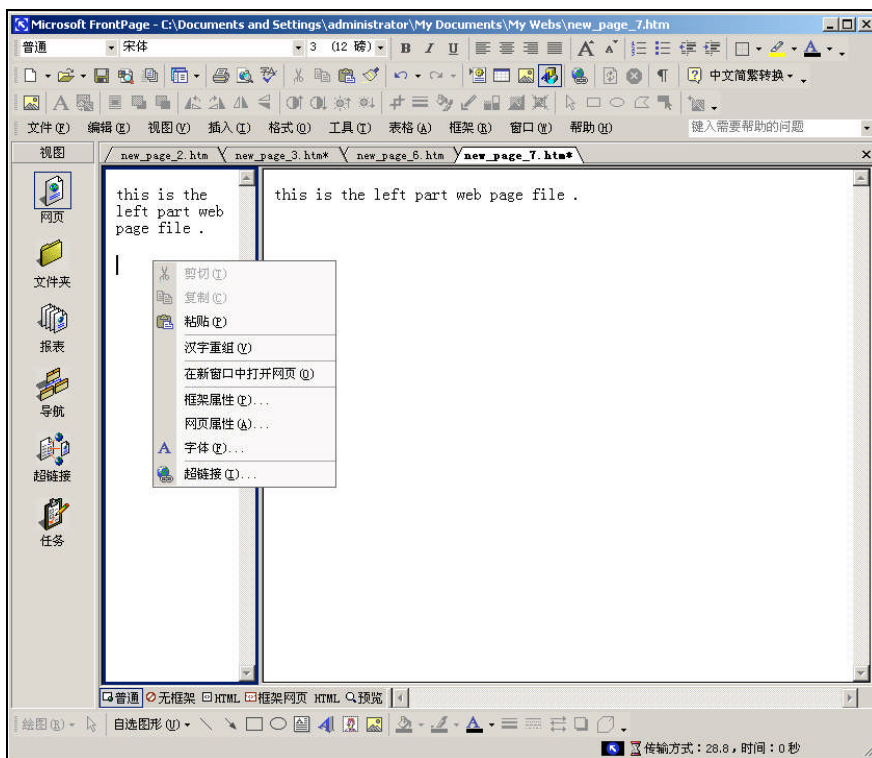 Microsoft FrontPage - C:\Documents and Settings\administrator\My Documents\My Webs\new_page_7.htm
普通 宋体 3 (12 磅) B I U A A A
中文简繁转换
文件(F) 编辑(E) 视图(V) 插入(I) 格式(O) 工具(T) 表格(A) 框架(R) 窗口(W) 帮助(H) 键入需要帮助的问题
视图 new_page_2.htm new_page_3.htm* new_page_6.htm new_page_7.htm*
this is the
left part web
page file .
this is the left part web page file .
网页
文件夹
报表
导航
超链接
任务
剪切(T)
复制(C)
粘贴(P)
汉字重组(V)
在新窗口中打开网页(O)
框架属性(P)...
网页属性(A)...
字体(F)...
超链接(I)...
普通 无框架 HTML 框架网页 HTML 预览
绘图(R) 自选图形(U)
传输方式：28.8，时间：0秒